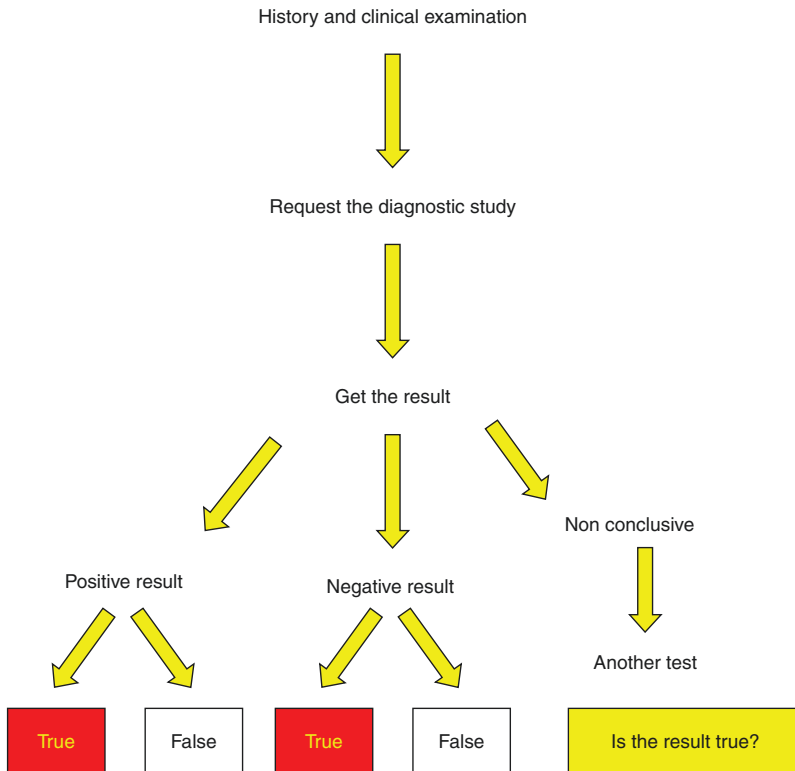 History and clinical examination
Request the diagnostic study
Get the result
Non conclusive
Positive result
Negative result
Another test
True
False
True
False
Is the result true?